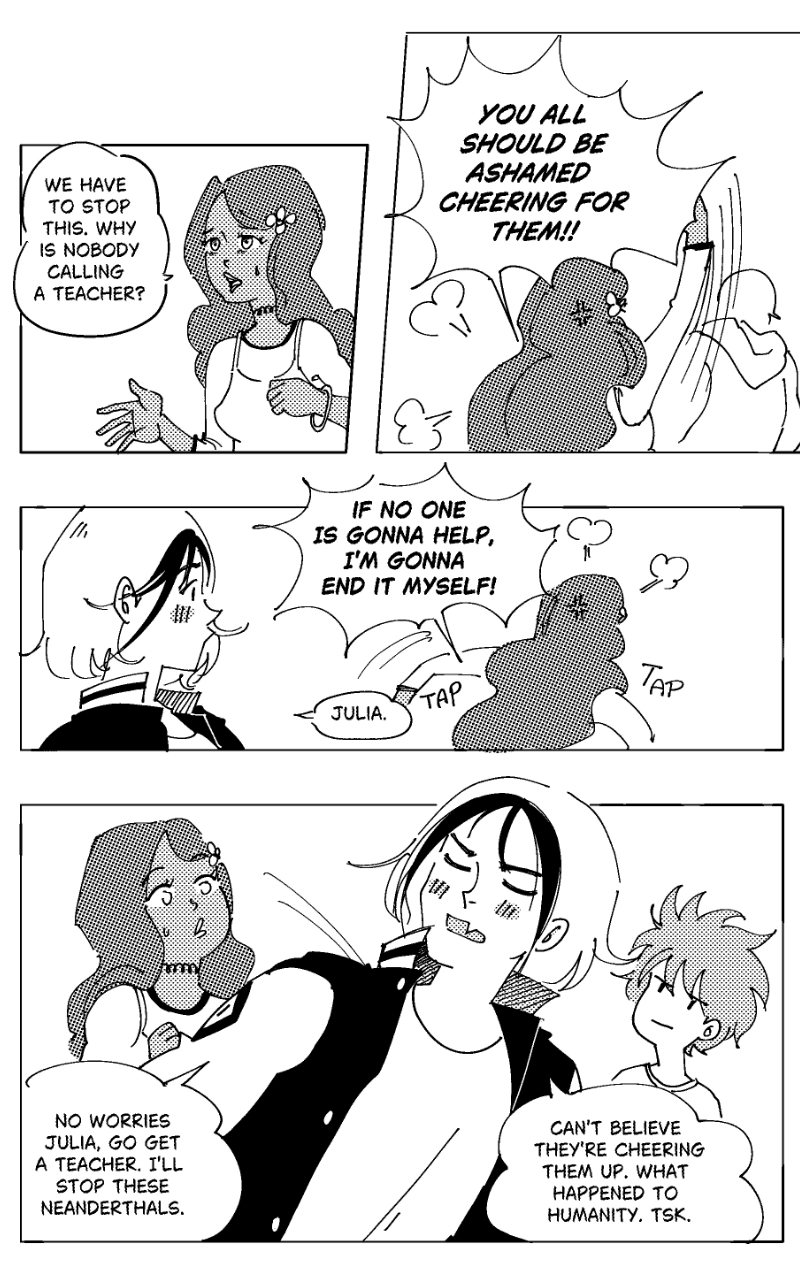 WE HAVE
TO STOP
THIS. WHY
IS NOBODY
CALLING
A TEACHER?
YOU ALL
SHOULD BE
ASHAMED
CHEERING FOR
THEM!!
IF NO ONE
IS GONNA HELP,
I'M GONNA
END IT MYSELF!
JULIA.
TAP
TAP
NO WORRIES
JULIA, GO GET
A TEACHER. I'LL
STOP THESE
NEANDERTHALS.
CAN'T BELIEVE
THEY'RE CHEERING
THEM UP. WHAT
HAPPENED TO
HUMANITY. TSK.